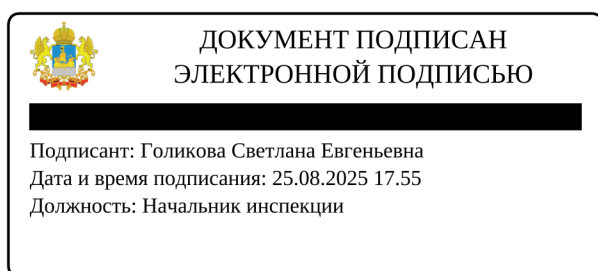 ДОКУМЕНТ ПОДПИСАН
ЭЛЕКТРОННОЙ ПОДПИСЬЮ
Подписант: Голикова Светлана Евгеньевна
Дата и время подписания: 25.08.2025 17.55
Должность: Начальник инспекции